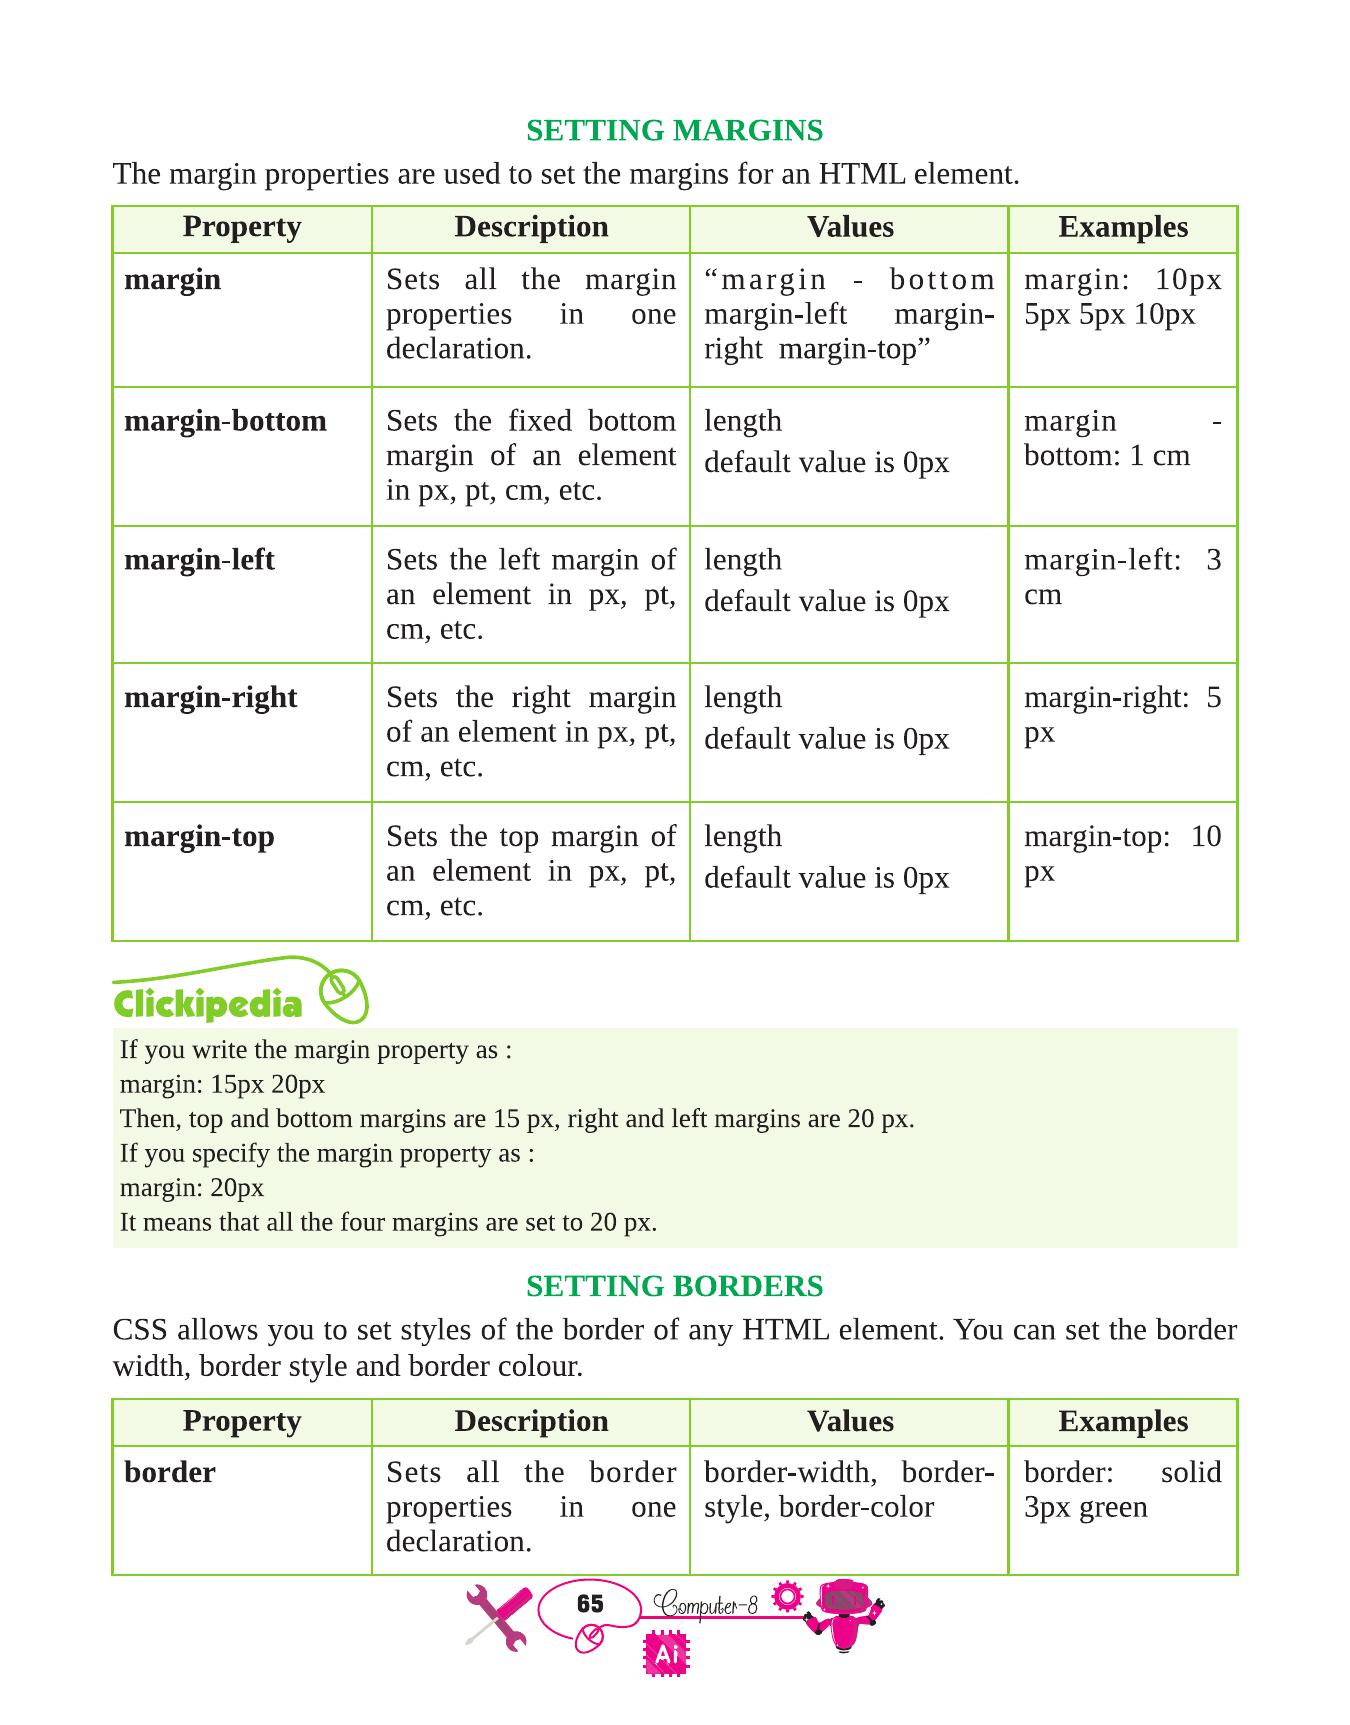 SETTING MARGINS
The margin properties are used to set the margins for an HTML element.
Property Description Values Examples
margin
Sets all the margin
properties in one
declaration.
“margin - bottom
margin-left margin-
right margin-top”
margin: 10px
5px 5px 10px
margin-bottom
Sets the fixed bottom
margin of an element
in px, pt, cm, etc.
length
default value is 0px
margin -
bottom: 1 cm
margin-left
Sets the left margin of
an element in px, pt,
cm, etc.
length
default value is 0px
margin-left: 3
cm
margin-right
Sets the right margin
of an element in px, pt,
cm, etc.
length
default value is 0px
margin-right: 5
px
margin-top
Sets the top margin of
an element in px, pt,
cm, etc.
length
default value is 0px
margin-top: 10
px
Clickipedia
If you write the margin property as :
margin: 15px 20px
Then, top and bottom margins are 15 px, right and left margins are 20 px.
If you specify the margin property as :
margin: 20px
It means that all the four margins are set to 20 px.
SETTING BORDERS
CSS allows you to set styles of the border of any HTML element. You can set the border
width, border style and border colour.
Property Description Values Examples
border
Sets all the border
properties in one
declaration.
border-width, border-
style, border-color
border: solid
3px green
65
Computer-8
Ai